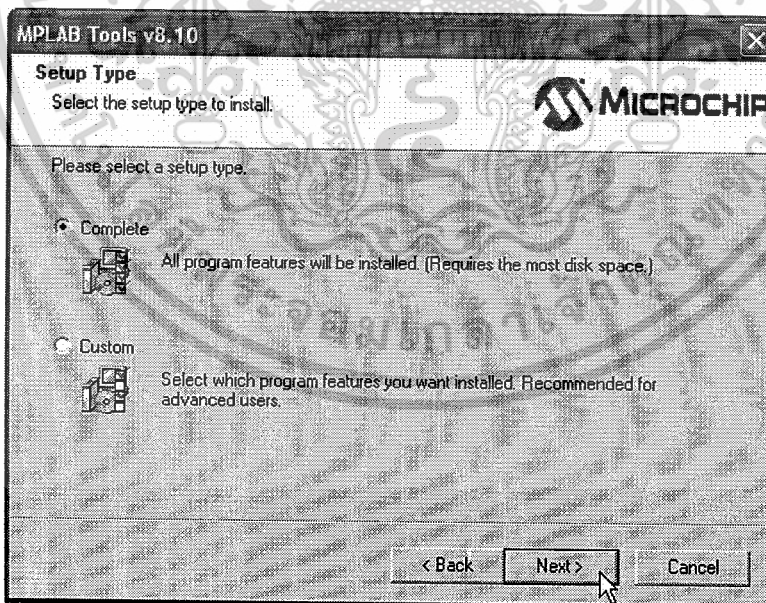 MPLAB Tools v8.10
Setup Type
Select the setup type to install.
MICROCHIP
Please select a setup type.
Complete
All program features will be installed. (Requires the most disk space.)
Custom
Select which program features you want installed. Recommended for
advanced users.
< Back
Next >
Cancel